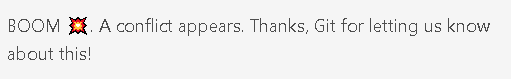 BOOM 💥. A conflict appears. Thanks, Git for letting us know
about this!